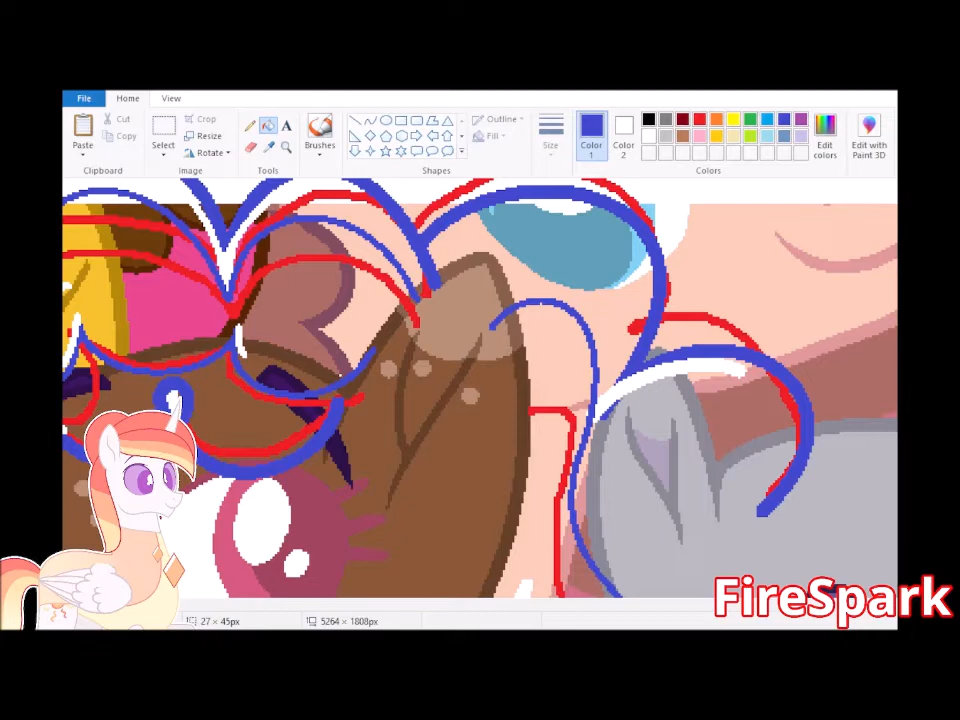 File Home View
Paste Cut Copy Clipboard
Select Crop Resize Rotate Image
A Tools
Brushes
Outline Fill Shapes
Size
Color 1 Color 2 Edit colors Colors
Edit with Paint 3D
FireSpark
27 × 45px 5264 × 1808px